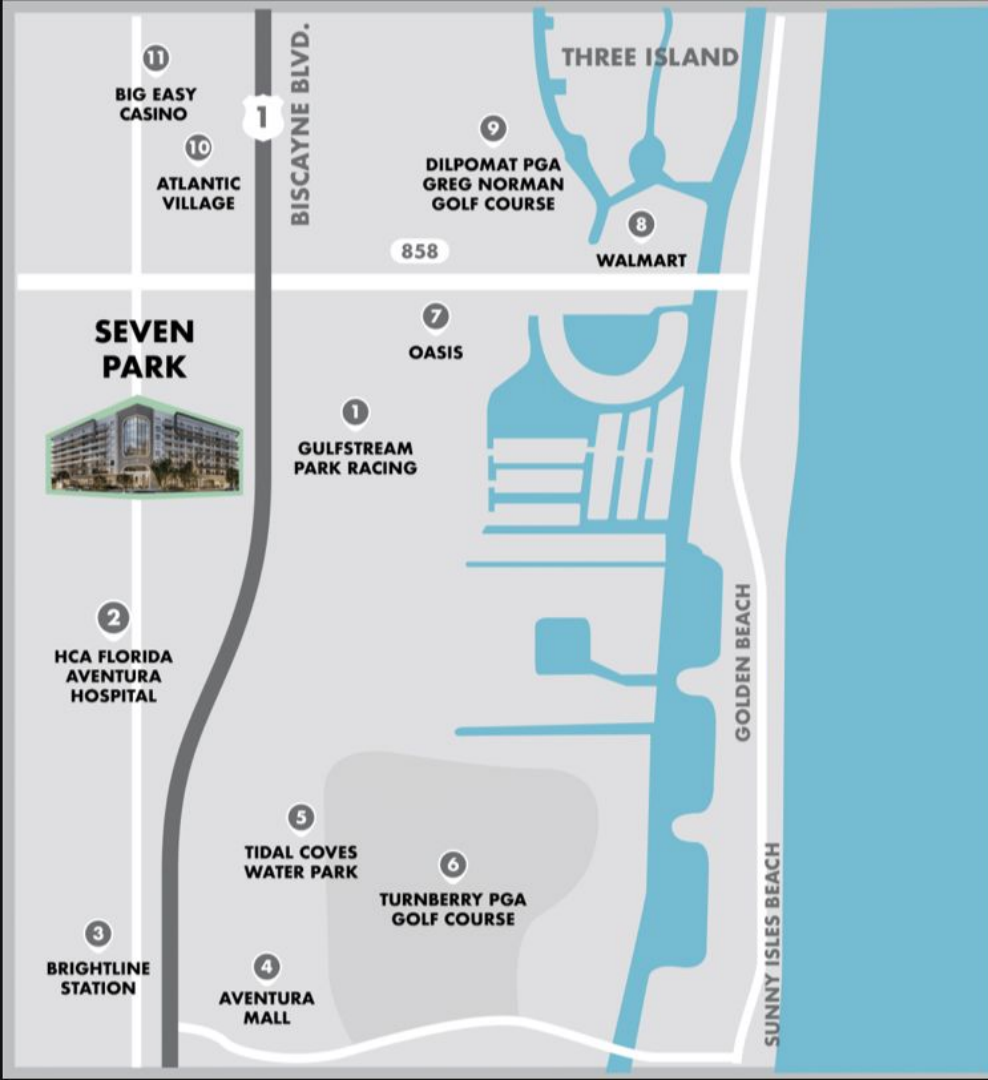 11
BIG EASY
CASINO
10
ATLANTIC
VILLAGE
1
BISCAYNE BLVD.
THREE ISLAND
9
DILPOMAT PGA
GREG NORMAN
GOLF COURSE
8
WALMART
858
7
OASIS
SEVEN
PARK
1
GULFSTREAM
PARK RACING
2
HCA FLORIDA
AVENTURA
HOSPITAL
GOLDEN BEACH
5
TIDAL COVES
WATER PARK
6
TURNBERRY PGA
GOLF COURSE
3
BRIGHTLINE
STATION
4
AVENTURA
MALL
SUNNY ISLES BEACH